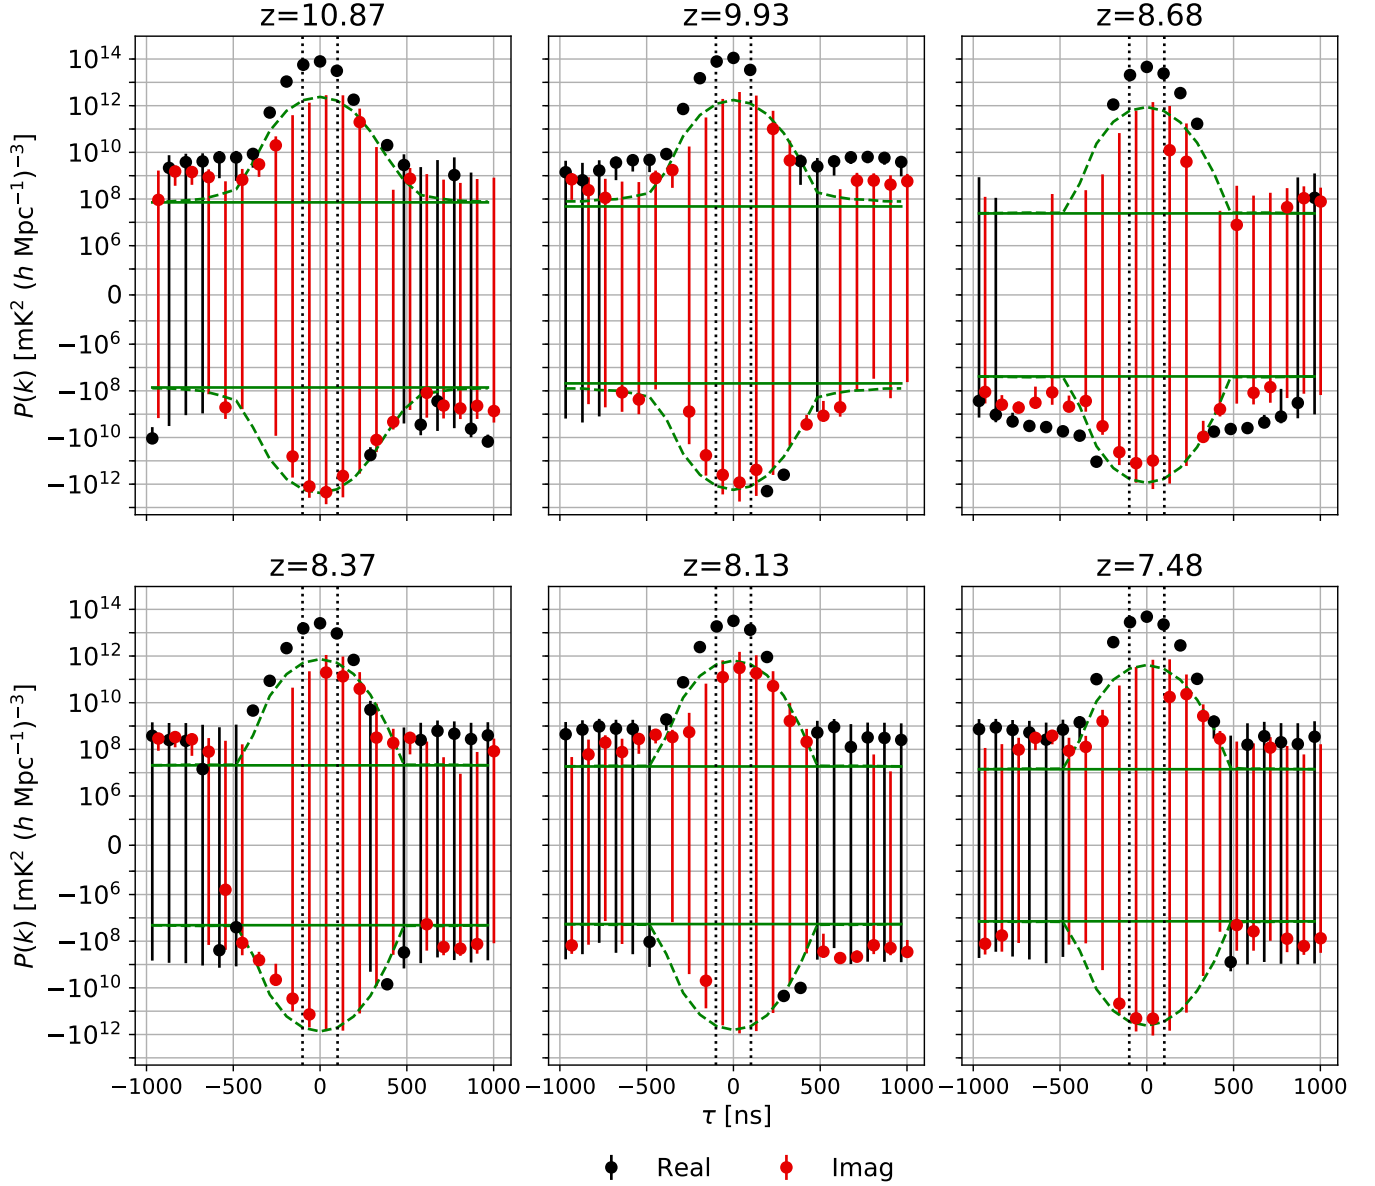 z=10.87 z=9.93 z=8.68
10^14
10^12
10^10
10^8
10^6
0
−10^6
−10^8
−10^10
−10^12
P(k) [mK^2 (h Mpc^−1)^−3]
z=8.37 z=8.13 z=7.48
10^14
10^12
10^10
10^8
10^6
0
−10^6
−10^8
−10^10
−10^12
P(k) [mK^2 (h Mpc^−1)^−3]
−1000 −500 0 500 1000 −1000 −500 0 500 1000 −1000 −500 0 500 1000
τ [ns]
Real Imag